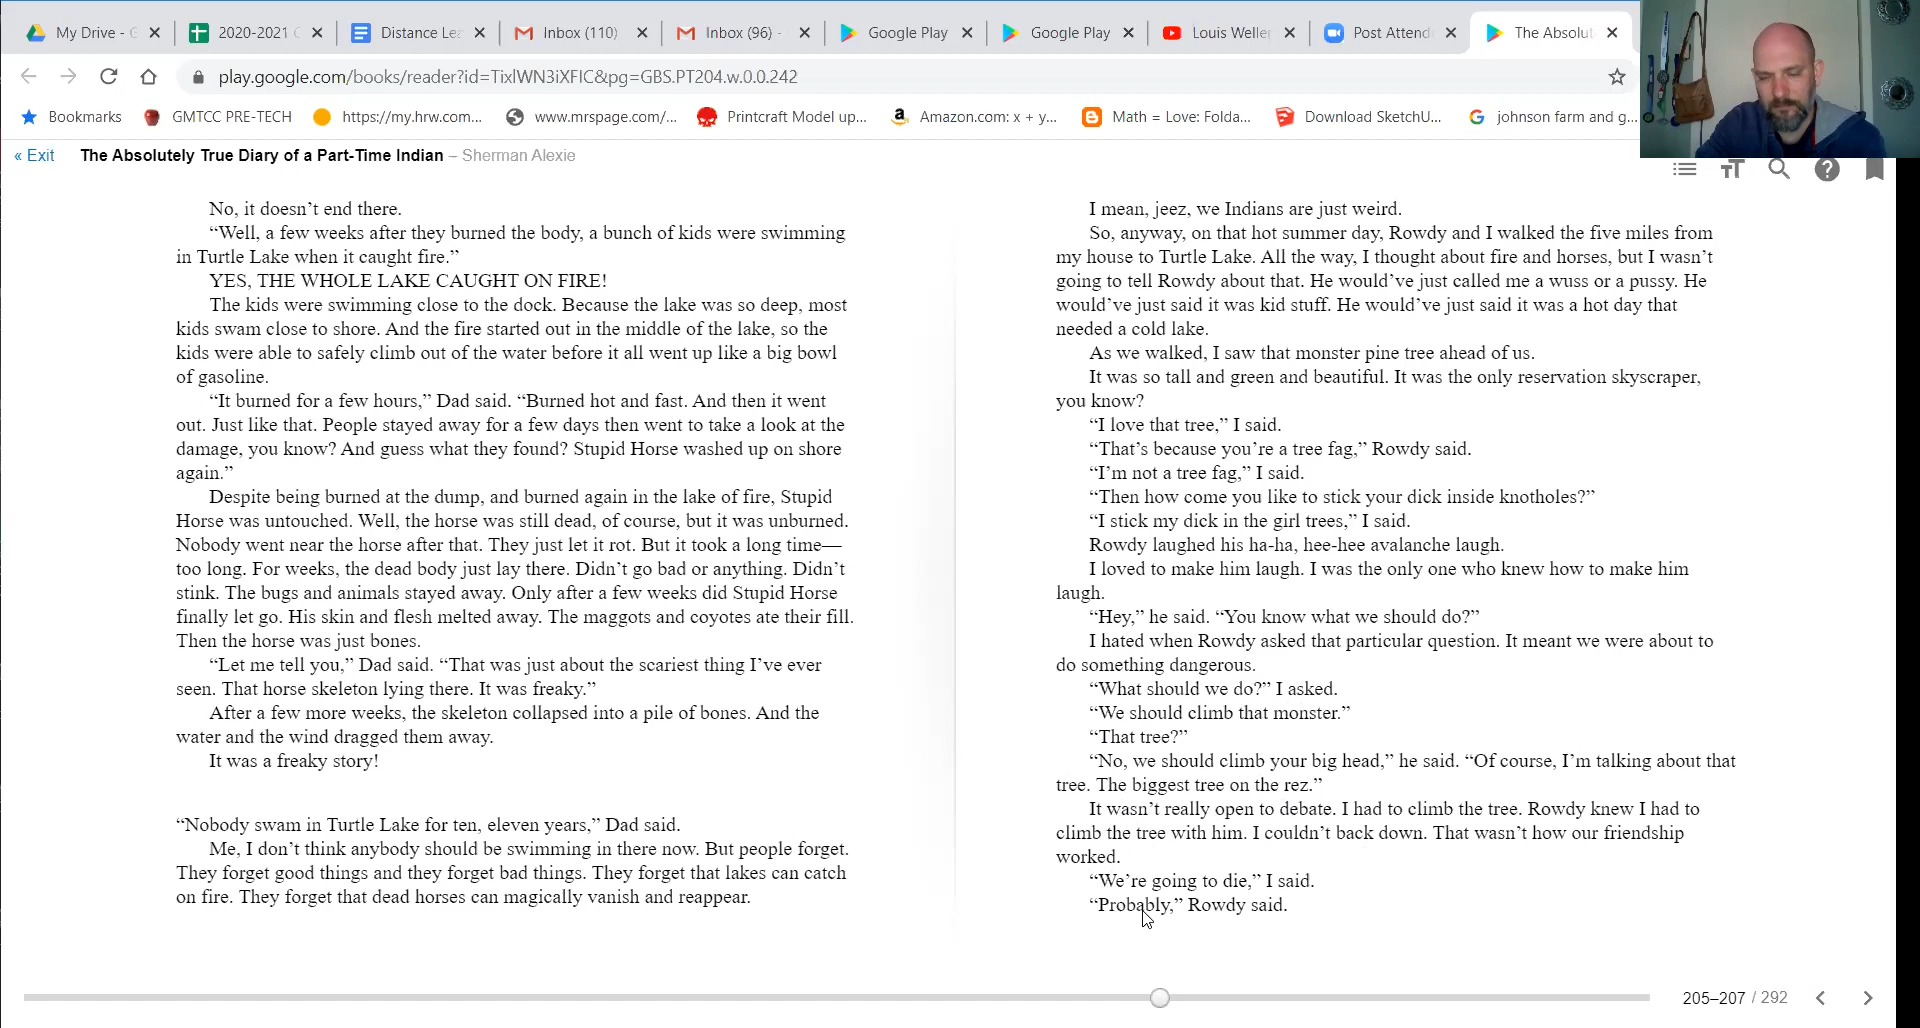 My Drive - G
2020-2021 C
Distance Lea
Inbox (110)
Inbox (96) -
Google Play
Google Play
Louis Welle
Post Attend
The Absolut
play.google.com/books/reader?id=TixlWN3iXFIC&pg=GBS.PT204.w.0.0.242
Bookmarks
GMTCC PRE-TECH
https://my.hrw.com...
www.mrspage.com/...
Printcraft Model up...
Amazon.com: x + y...
Math = Love: Folda...
Download SketchU...
johnson farm and g...
« Exit
The Absolutely True Diary of a Part-Time Indian – Sherman Alexie
No, it doesn’t end there.
“Well, a few weeks after they burned the body, a bunch of kids were swimming
in Turtle Lake when it caught fire.”
YES, THE WHOLE LAKE CAUGHT ON FIRE!
The kids were swimming close to the dock. Because the lake was so deep, most
kids swam close to shore. And the fire started out in the middle of the lake, so the
kids were able to safely climb out of the water before it all went up like a big bowl
of gasoline.
“It burned for a few hours,” Dad said. “Burned hot and fast. And then it went
out. Just like that. People stayed away for a few days then went to take a look at the
damage, you know? And guess what they found? Stupid Horse washed up on shore
again.”
Despite being burned at the dump, and burned again in the lake of fire, Stupid
Horse was untouched. Well, the horse was still dead, of course, but it was unburned.
Nobody went near the horse after that. They just let it rot. But it took a long time—
too long. For weeks, the dead body just lay there. Didn’t go bad or anything. Didn’t
stink. The bugs and animals stayed away. Only after a few weeks did Stupid Horse
finally let go. His skin and flesh melted away. The maggots and coyotes ate their fill.
Then the horse was just bones.
“Let me tell you,” Dad said. “That was just about the scariest thing I’ve ever
seen. That horse skeleton lying there. It was freaky.”
After a few more weeks, the skeleton collapsed into a pile of bones. And the
water and the wind dragged them away.
It was a freaky story!
“Nobody swam in Turtle Lake for ten, eleven years,” Dad said.
Me, I don’t think anybody should be swimming in there now. But people forget.
They forget good things and they forget bad things. They forget that lakes can catch
on fire. They forget that dead horses can magically vanish and reappear.
I mean, jeez, we Indians are just weird.
So, anyway, on that hot summer day, Rowdy and I walked the five miles from
my house to Turtle Lake. All the way, I thought about fire and horses, but I wasn’t
going to tell Rowdy about that. He would’ve just called me a wuss or a pussy. He
would’ve just said it was kid stuff. He would’ve just said it was a hot day that
needed a cold lake.
As we walked, I saw that monster pine tree ahead of us.
It was so tall and green and beautiful. It was the only reservation skyscraper,
you know?
“I love that tree,” I said.
“That’s because you’re a tree fag,” Rowdy said.
“I’m not a tree fag,” I said.
“Then how come you like to stick your dick inside knotholes?”
“I stick my dick in the girl trees,” I said.
Rowdy laughed his ha-ha, hee-hee avalanche laugh.
I loved to make him laugh. I was the only one who knew how to make him
laugh.
“Hey,” he said. “You know what we should do?”
I hated when Rowdy asked that particular question. It meant we were about to
do something dangerous.
“What should we do?” I asked.
“We should climb that monster.”
“That tree?”
“No, we should climb your big head,” he said. “Of course, I’m talking about that
tree. The biggest tree on the rez.”
It wasn’t really open to debate. I had to climb the tree. Rowdy knew I had to
climb the tree with him. I couldn’t back down. That wasn’t how our friendship
worked.
“We’re going to die,” I said.
“Probably,” Rowdy said.
205–207 / 292